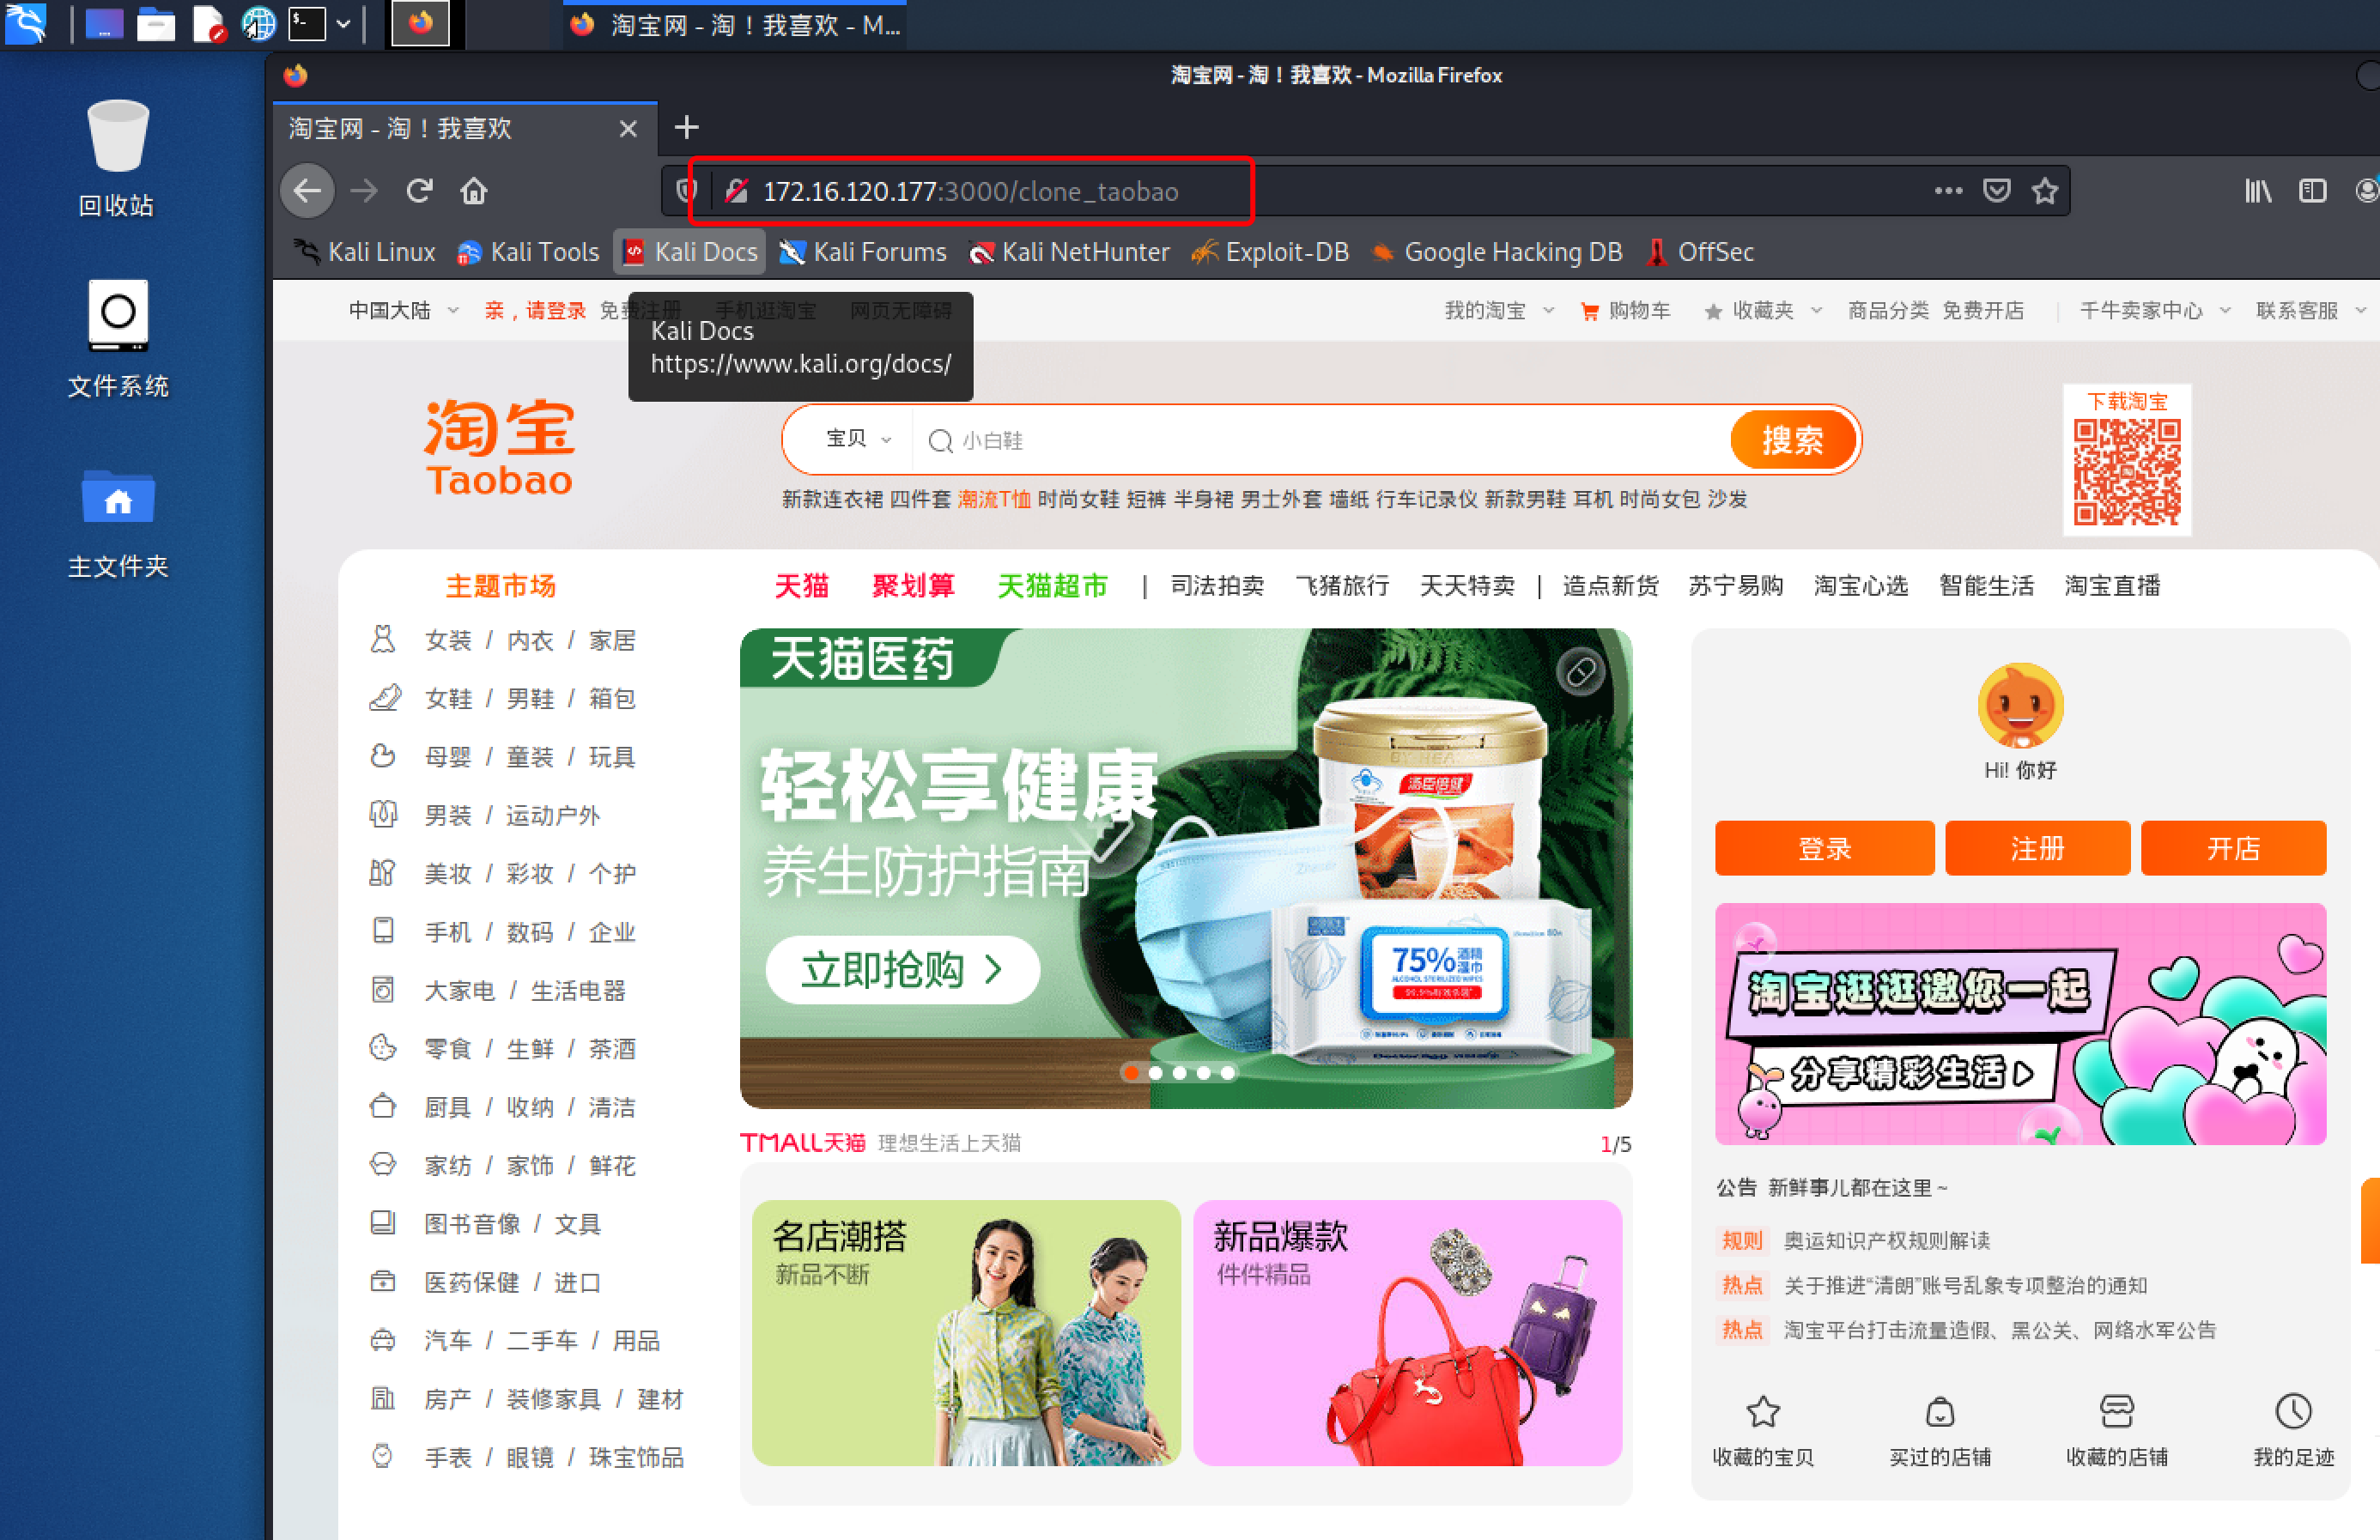 淘宝网 - 淘！我喜欢 - M...
淘宝网 - 淘！我喜欢 - Mozilla Firefox
回收站
文件系统
主文件夹
淘宝网 - 淘！我喜欢
172.16.120.177:3000/clone_taobao
Kali Linux Kali Tools Kali Docs Kali Forums Kali NetHunter Exploit-DB Google Hacking DB OffSec
中国大陆 亲，请登录 免费注册 手机逛淘宝 网页无障碍 我的淘宝 购物车 收藏夹 商品分类 免费开店 | 千牛卖家中心 联系客服
Kali Docs
https://www.kali.org/docs/
淘宝
Taobao
宝贝 小白鞋 搜索
新款连衣裙 四件套 潮流T恤 时尚女鞋 短裤 半身裙 男士外套 墙纸 行车记录仪 新款男鞋 耳机 时尚女包 沙发
下载淘宝
主题市场
天猫 聚划算 天猫超市 | 司法拍卖 飞猪旅行 天天特卖 | 造点新货 苏宁易购 淘宝心选 智能生活 淘宝直播
女装 / 内衣 / 家居
女鞋 / 男鞋 / 箱包
母婴 / 童装 / 玩具
男装 / 运动户外
美妆 / 彩妆 / 个护
手机 / 数码 / 企业
大家电 / 生活电器
零食 / 生鲜 / 茶酒
厨具 / 收纳 / 清洁
家纺 / 家饰 / 鲜花
图书音像 / 文具
医药保健 / 进口
汽车 / 二手车 / 用品
房产 / 装修家具 / 建材
手表 / 眼镜 / 珠宝饰品
天猫医药
轻松享健康
养生防护指南
立即抢购
汤臣倍健
75%酒精湿巾
ALCOHOL STERILIZED WIPES
TMALL天猫 理想生活上天猫 1/5
名店潮搭
新品不断
新品爆款
件件精品
Hi! 你好
登录 注册 开店
淘宝逛逛邀您一起
分享精彩生活
公告 新鲜事儿都在这里 ~
规则 奥运知识产权规则解读
热点 关于推进“清朗”账号乱象专项整治的通知
热点 淘宝平台打击流量造假、黑公关、网络水军公告
收藏的宝贝 买过的店铺 收藏的店铺 我的足迹